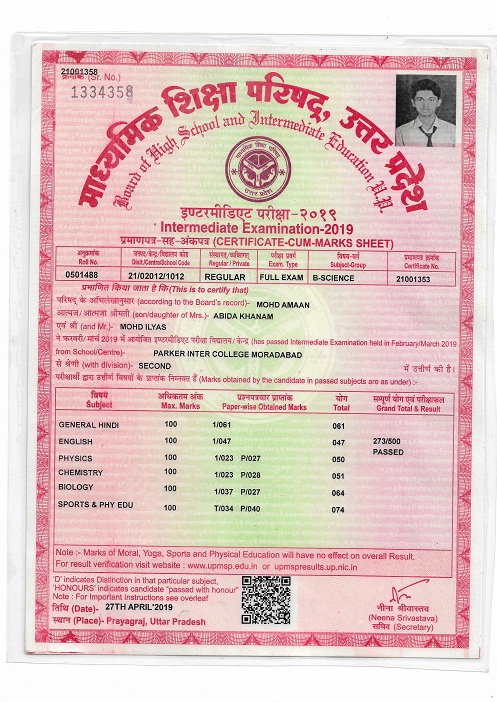 21001358
क्रमांक (Sr. No.)
1334358
माध्यमिक शिक्षा परिषद्, उत्तर प्रदेश
Board of High School and Intermediate Education U.P.
इण्टरमीडिएट परीक्षा-२०१९
Intermediate Examination-2019
प्रमाणपत्र-सह-अंकपत्र (CERTIFICATE-CUM-MARKS SHEET)
अनुक्रमांक जनपद/केन्द्र/विद्यालय कोड संस्थागत/व्यक्तिगत परीक्षा प्रकार विषय-वर्ग प्रमाणपत्र क्रमांक
Roll No. Dist./Centre/School Code Regular / Private Exam. Type Subject-Group Certificate No.
0501488 21/02012/1012 REGULAR FULL EXAM B-SCIENCE 21001353
प्रमाणित किया जाता है कि(This is to certify that)
परिषद् के अभिलेखानुसार (according to the Board's record)- MOHD AMAAN
आत्मज/आत्मजा श्रीमती (son/daughter of Mrs.)- ABIDA KHANAM
एवं श्री (and Mr.)- MOHD ILYAS
ने फरवरी/मार्च 2019 में आयोजित इण्टरमीडिएट परीक्षा विद्यालय/केन्द्र (has passed Intermediate Examination held in February/March 2019
from School/Centre)- PARKER INTER COLLEGE MORADABAD
से श्रेणी (with division)- SECOND में उत्तीर्ण की है।
परीक्षार्थी द्वारा उत्तीर्ण विषयों के प्राप्तांक निम्नवत हैं (Marks obtained by the candidate in passed subjects are as under) :-
विषय अधिकतम अंक प्रश्नपत्रवार प्राप्तांक योग सम्पूर्ण योग एवं परीक्षाफल
Subject Max. Marks Paper-wise Obtained Marks Total Grand Total & Result
GENERAL HINDI 100 1/061 061
ENGLISH 100 1/047 047 273/500
PASSED
PHYSICS 100 1/023 P/027 050
CHEMISTRY 100 1/023 P/028 051
BIOLOGY 100 1/037 P/027 064
SPORTS & PHY EDU 100 T/034 P/040 074
Note :- Marks of Moral, Yoga, Sports and Physical Education will have no effect on overall Result.
For result verification visit website : www.upmsp.edu.in or upmspresults.up.nic.in
'D' indicates Distinction in that particular subject,
'HONOURS' indicates candidate "passed with honour"
Note : For Important Instructions see overleaf
तिथि (Date)- 27TH APRIL'2019
स्थान (Place)- Prayagraj, Uttar Pradesh
नीना श्रीवास्तव
(Neena Srivastava)
सचिव (Secretary)